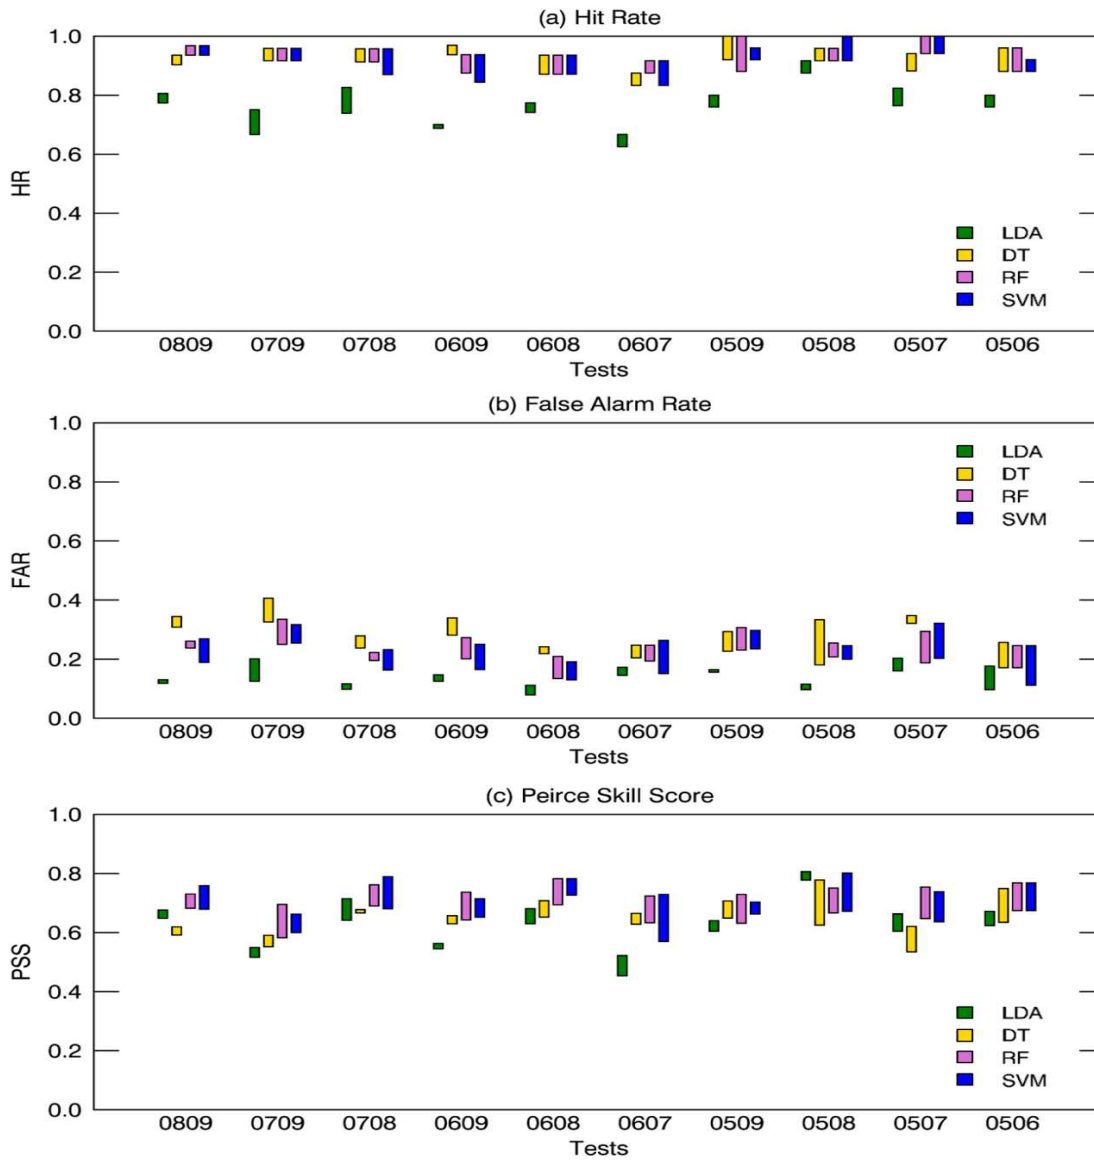 (a) Hit Rate
1.0
0.8
0.6
0.4
0.2
0.0
HR
LDA
DT
RF
SVM
0809 0709 0708 0609 0608 0607 0509 0508 0507 0506
Tests
(b) False Alarm Rate
1.0
0.8
0.6
0.4
0.2
0.0
FAR
LDA
DT
RF
SVM
0809 0709 0708 0609 0608 0607 0509 0508 0507 0506
Tests
(c) Peirce Skill Score
1.0
0.8
0.6
0.4
0.2
0.0
PSS
LDA
DT
RF
SVM
0809 0709 0708 0609 0608 0607 0509 0508 0507 0506
Tests